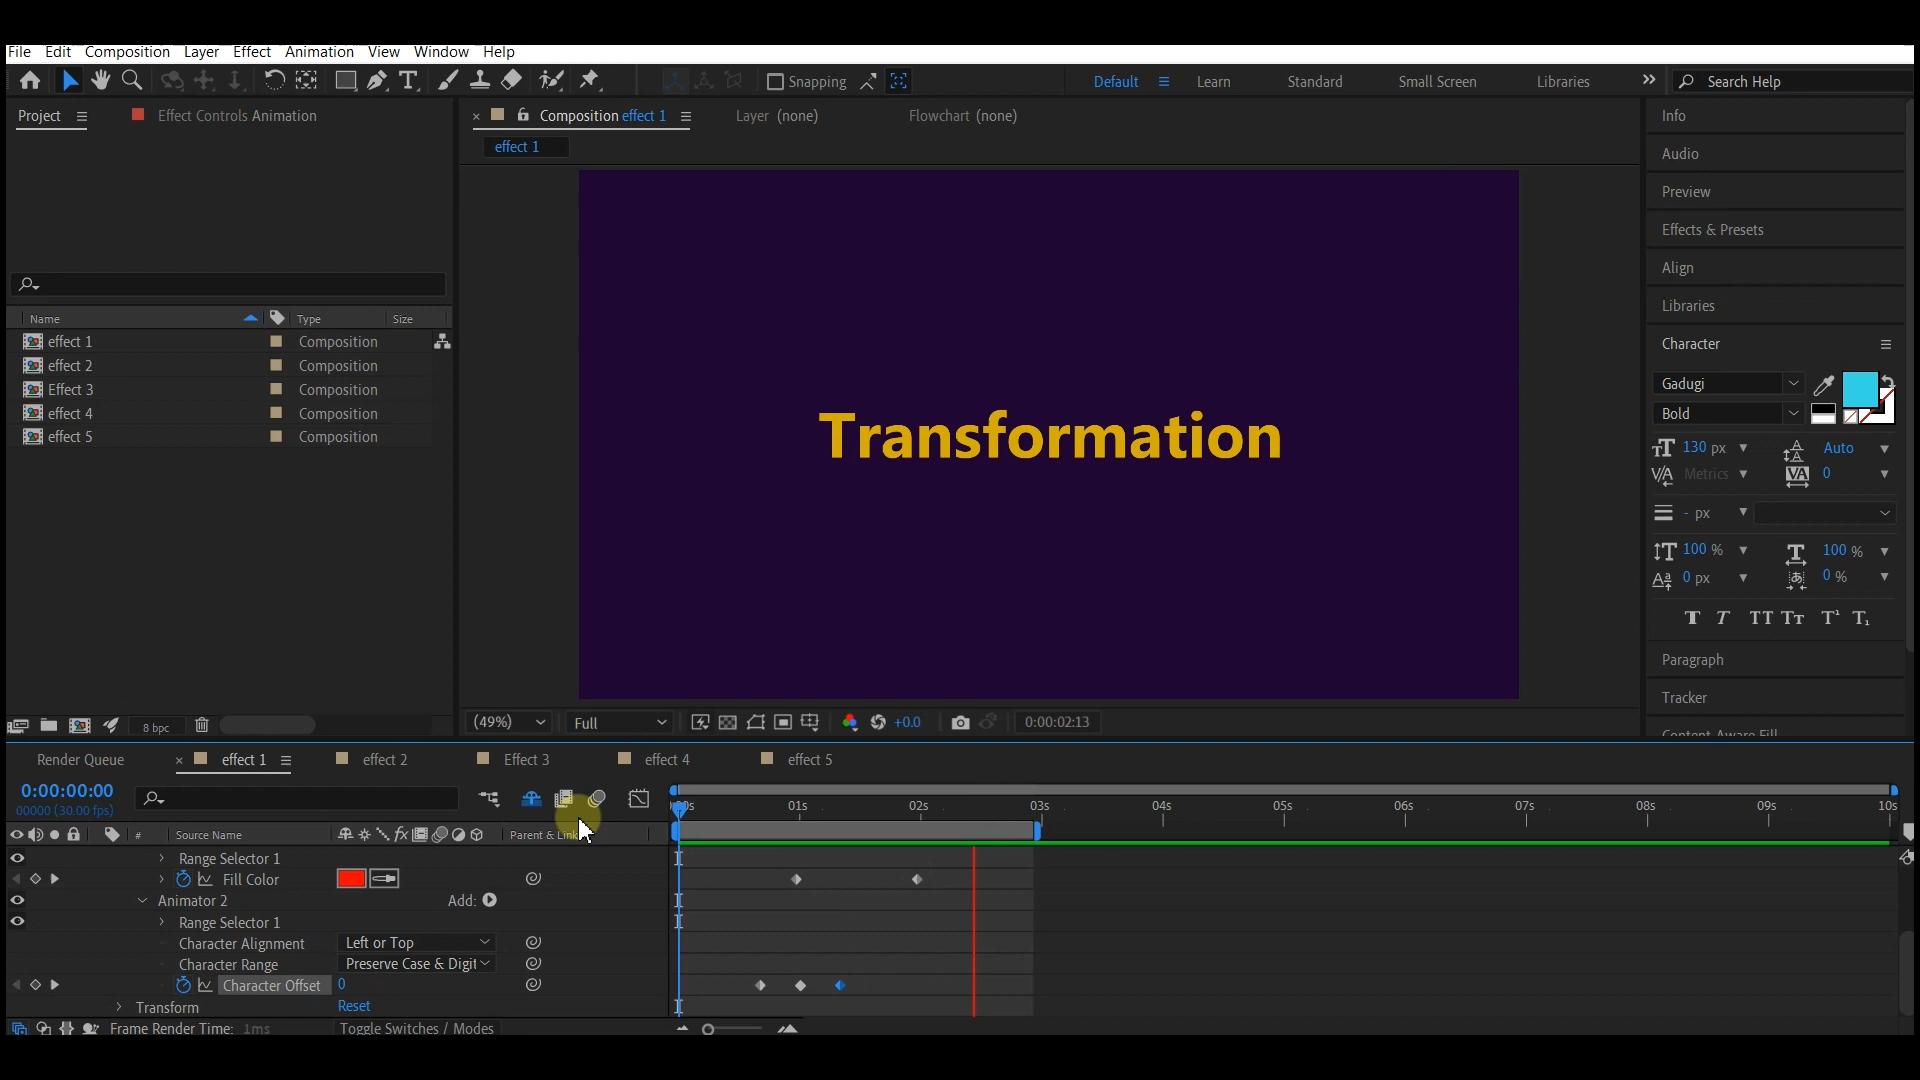 File Edit Composition Layer Effect Animation View Window Help
Snapping Default Learn Standard Small Screen Libraries Search Help
Project Effect Controls Animation
Composition effect 1 Layer (none) Flowchart (none)
effect 1
Info
Audio
Preview
Effects & Presets
Align
Libraries
Character
Gadugi
Bold
130 px Auto
Metrics 0
- px
100 % 100 %
0 px 0 %
Paragraph
Tracker
Content-Aware Fill
Name Type Size
effect 1 Composition
effect 2 Composition
Effect 3 Composition
effect 4 Composition
effect 5 Composition
Transformation
8 bpc
(49%) Full +0.0 0:00:02:13
Render Queue effect 1 effect 2 Effect 3 effect 4 effect 5
0:00:00:00
00000 (30.00 fps)
01s 02s 03s 04s 05s 06s 07s 08s 09s 10s
# Source Name Parent & Link
Range Selector 1
Fill Color
Animator 2 Add:
Range Selector 1
Character Alignment Left or Top
Character Range Preserve Case & Digit
Character Offset 0
Transform Reset
Frame Render Time: 1ms Toggle Switches / Modes